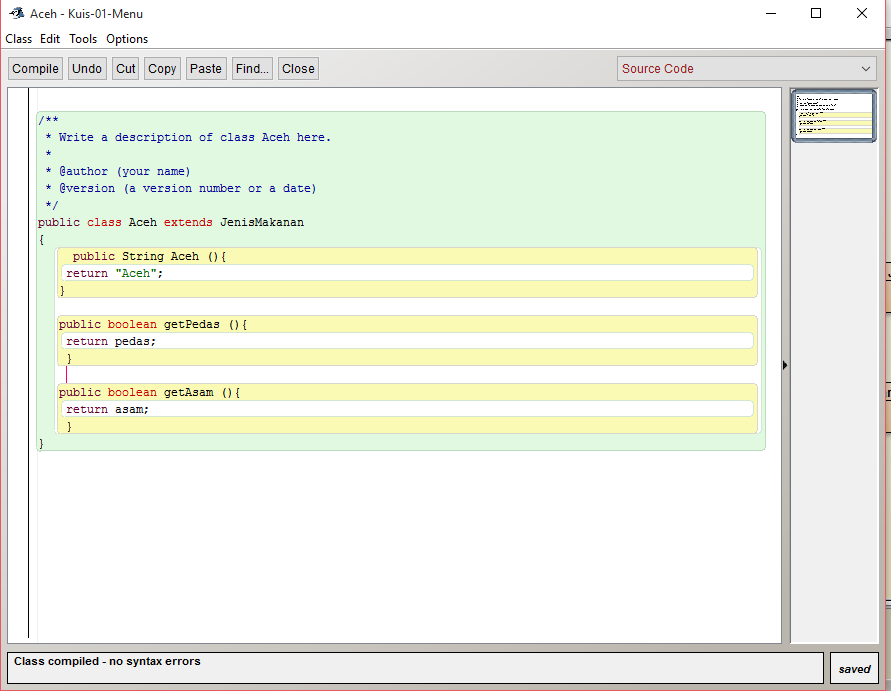 Aceh - Kuis-01-Menu
Class Edit Tools Options
Compile Undo Cut Copy Paste Find... Close Source Code
/**
* Write a description of class Aceh here.
*
* @author (your name)
* @version (a version number or a date)
*/
public class Aceh extends JenisMakanan
{
public String Aceh (){
return "Aceh";
}
public boolean getPedas (){
return pedas;
}
public boolean getAsam (){
return asam;
}
}
Class compiled - no syntax errors
saved